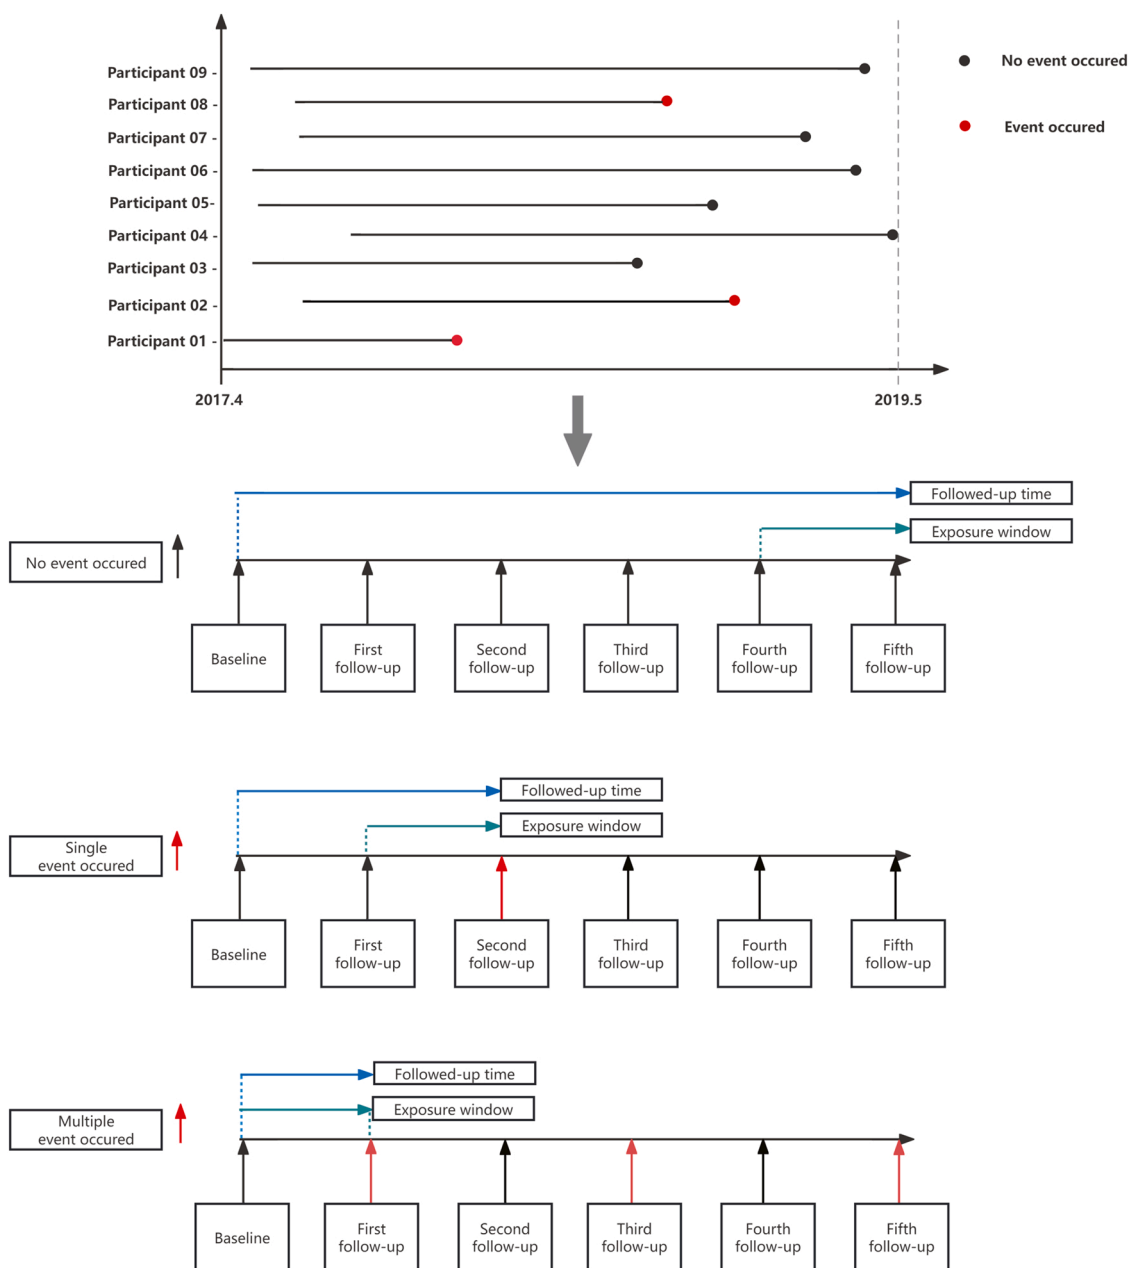 Participant 09 -
No event occured
Participant 08 -
Event occured
Participant 07 -
Participant 06 -
Participant 05-
Participant 04 -
Participant 03 -
Participant 02 -
Participant 01 -
2017.4
2019.5
Followed-up time
Exposure window
No event occured
Baseline
First
follow-up
Second
follow-up
Third
follow-up
Fourth
follow-up
Fifth
follow-up
Followed-up time
Exposure window
Single
event occured
Baseline
First
follow-up
Second
follow-up
Third
follow-up
Fourth
follow-up
Fifth
follow-up
Followed-up time
Exposure window
Multiple
event occured
Baseline
First
follow-up
Second
follow-up
Third
follow-up
Fourth
follow-up
Fifth
follow-up